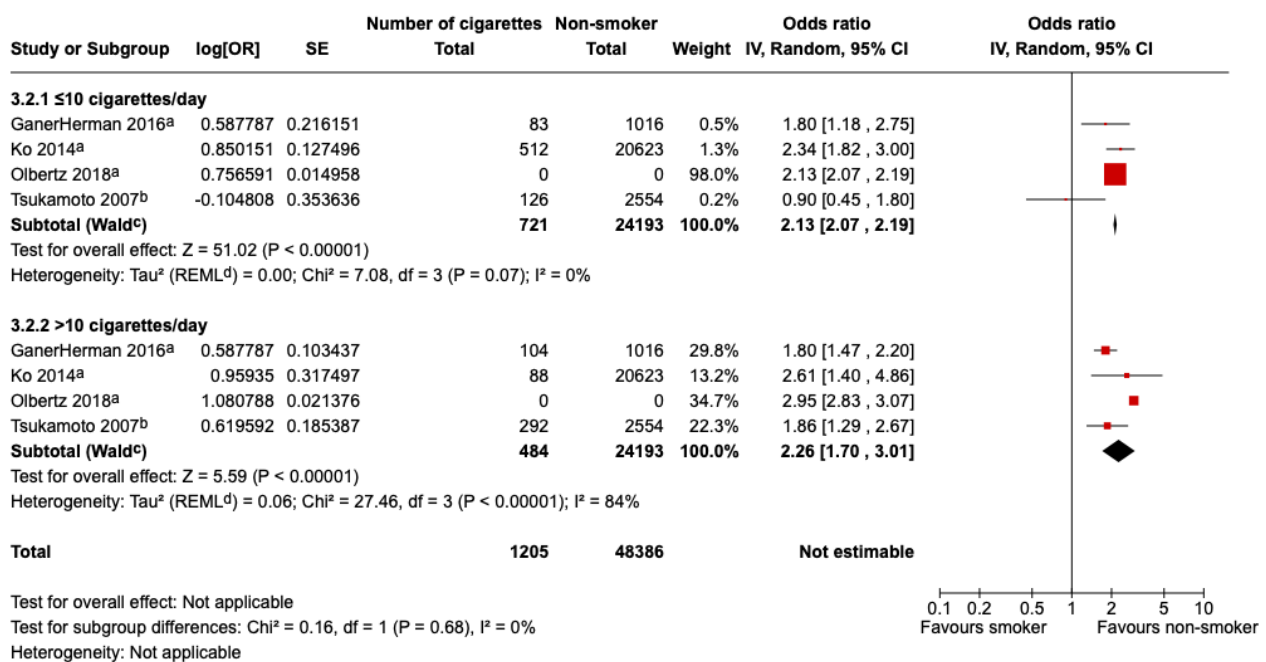 Number of cigarettes Non-smoker Odds ratio Odds ratio
Study or Subgroup log[OR] SE Total Total Weight IV, Random, 95% CI IV, Random, 95% CI
3.2.1 ≤10 cigarettes/day
GanerHerman 2016a 0.587787 0.216151 83 1016 0.5% 1.80 [1.18 , 2.75]
Ko 2014a 0.850151 0.127496 512 20623 1.3% 2.34 [1.82 , 3.00]
Olbertz 2018a 0.756591 0.014958 0 0 98.0% 2.13 [2.07 , 2.19]
Tsukamoto 2007b -0.104808 0.353636 126 2554 0.2% 0.90 [0.45 , 1.80]
Subtotal (Waldc) 721 24193 100.0% 2.13 [2.07 , 2.19]
Test for overall effect: Z = 51.02 (P < 0.00001)
Heterogeneity: Tau² (REMLd) = 0.00; Chi² = 7.08, df = 3 (P = 0.07); I² = 0%
3.2.2 >10 cigarettes/day
GanerHerman 2016a 0.587787 0.103437 104 1016 29.8% 1.80 [1.47 , 2.20]
Ko 2014a 0.95935 0.317497 88 20623 13.2% 2.61 [1.40 , 4.86]
Olbertz 2018a 1.080788 0.021376 0 0 34.7% 2.95 [2.83 , 3.07]
Tsukamoto 2007b 0.619592 0.185387 292 2554 22.3% 1.86 [1.29 , 2.67]
Subtotal (Waldc) 484 24193 100.0% 2.26 [1.70 , 3.01]
Test for overall effect: Z = 5.59 (P < 0.00001)
Heterogeneity: Tau² (REMLd) = 0.06; Chi² = 27.46, df = 3 (P < 0.00001); I² = 84%
Total 1205 48386 Not estimable
Test for overall effect: Not applicable
Test for subgroup differences: Chi² = 0.16, df = 1 (P = 0.68), I² = 0%
Heterogeneity: Not applicable
0.1 0.2 0.5 1 2 5 10
Favours smoker Favours non-smoker